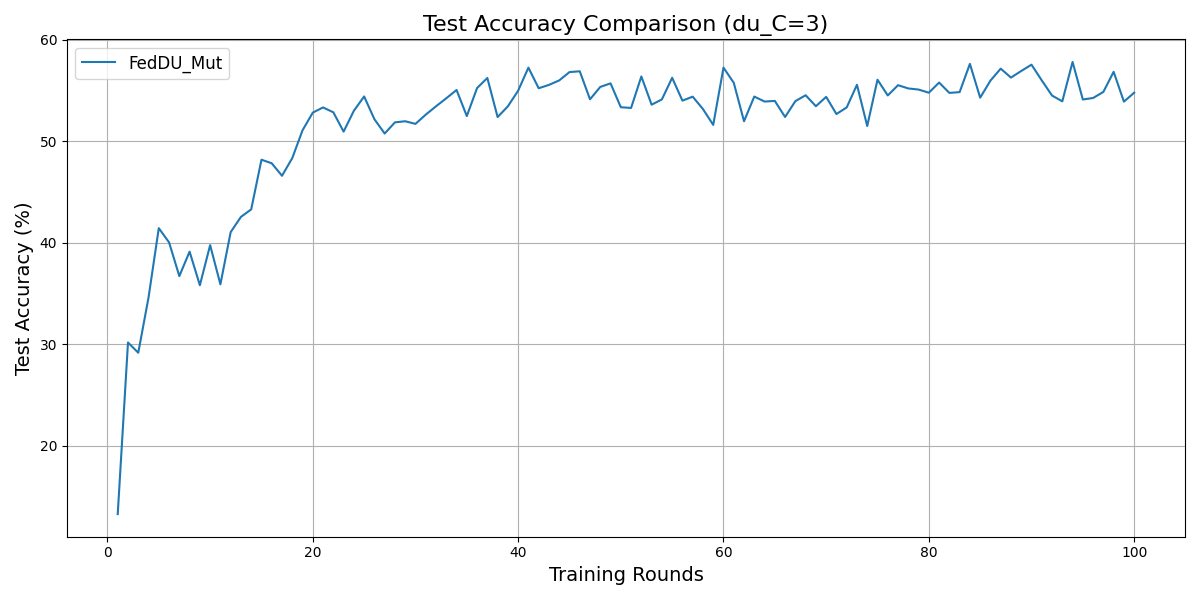 Test Accuracy Comparison (du_C=3)
FedDU_Mut
Test Accuracy (%)
60
50
40
30
20
0 20 40 60 80 100
Training Rounds